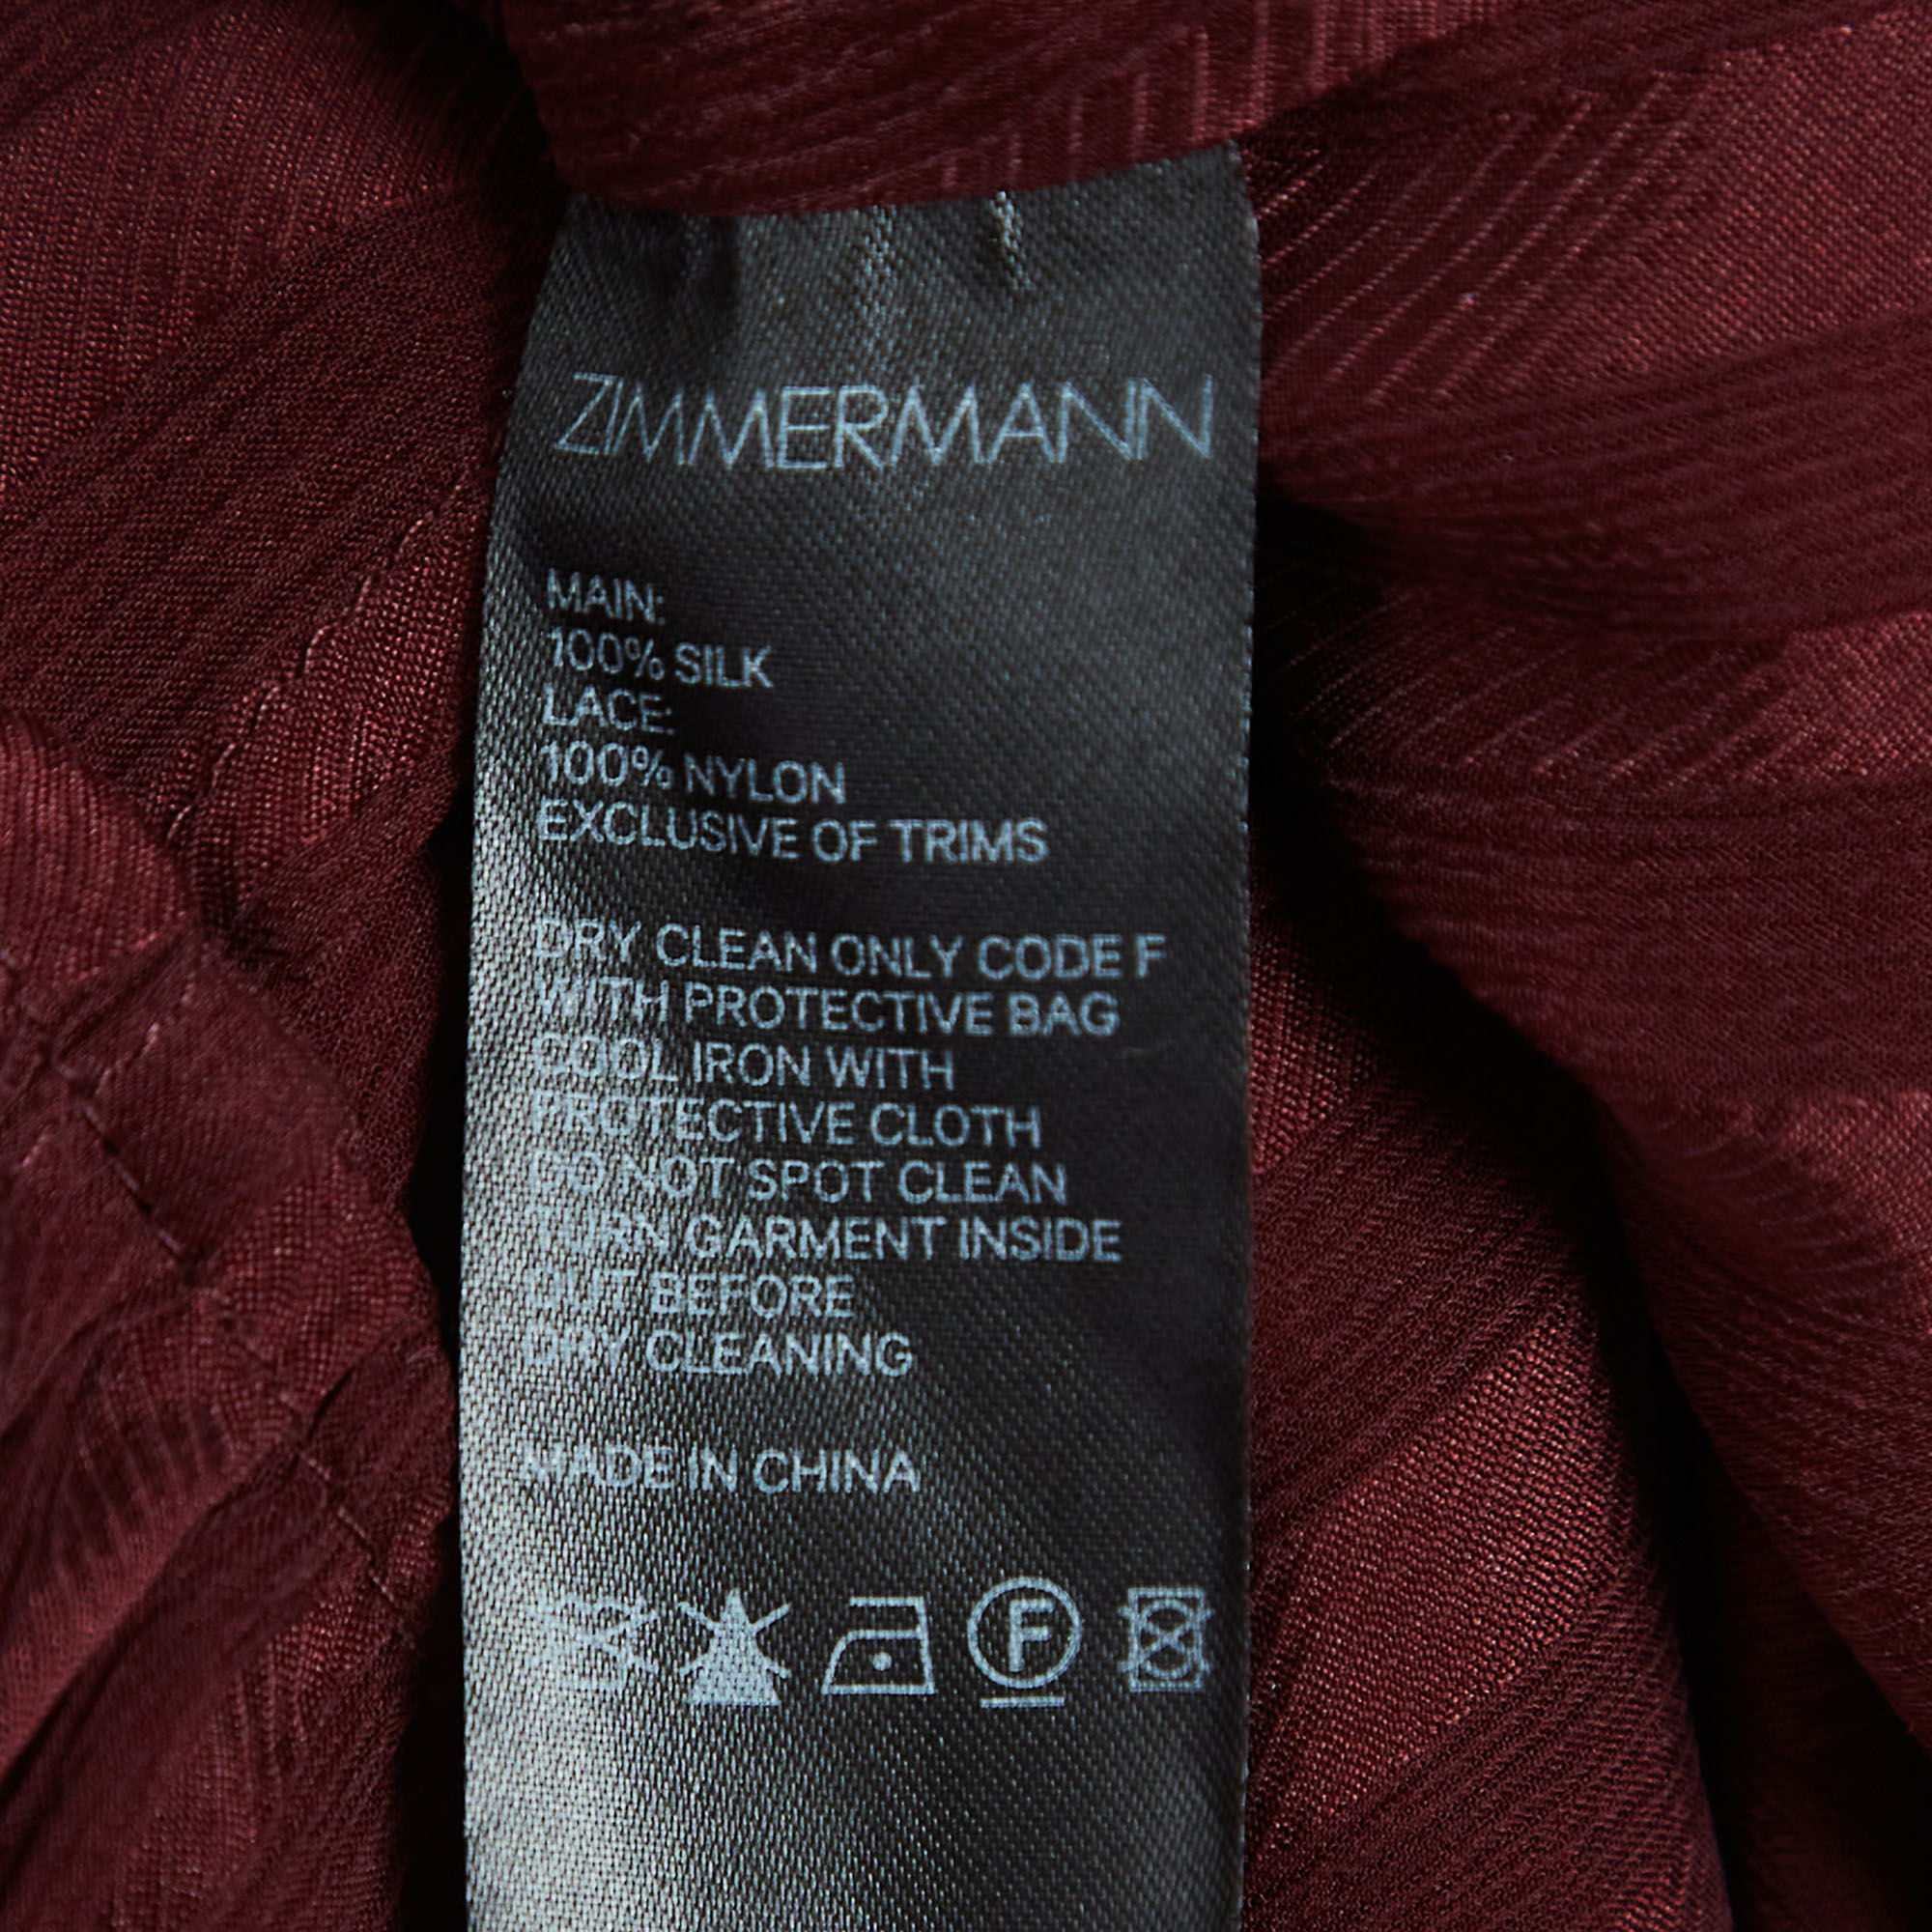 ZIMMERMANN
MAIN:
100% SILK
LACE:
100% NYLON
EXCLUSIVE OF TRIMS
DRY CLEAN ONLY CODE F
WITH PROTECTIVE BAG
COOL IRON WITH
PROTECTIVE CLOTH
DO NOT SPOT CLEAN
TURN GARMENT INSIDE
OUT BEFORE
DRY CLEANING
MADE IN CHINA
F